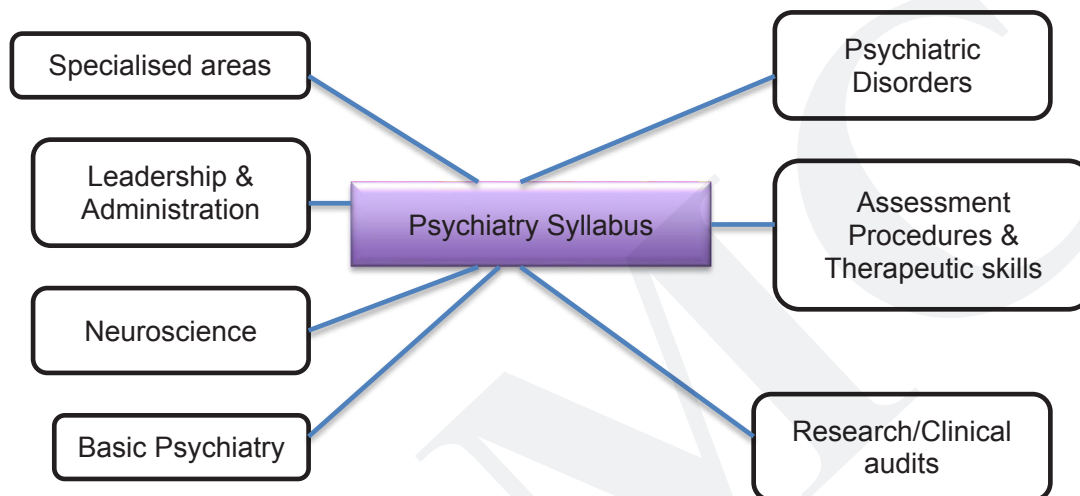 Specialised areas
Psychiatric
Disorders
Leadership &
Administration
Psychiatry Syllabus
Assessment
Procedures &
Therapeutic skills
Neuroscience
Basic Psychiatry
Research/Clinical
audits